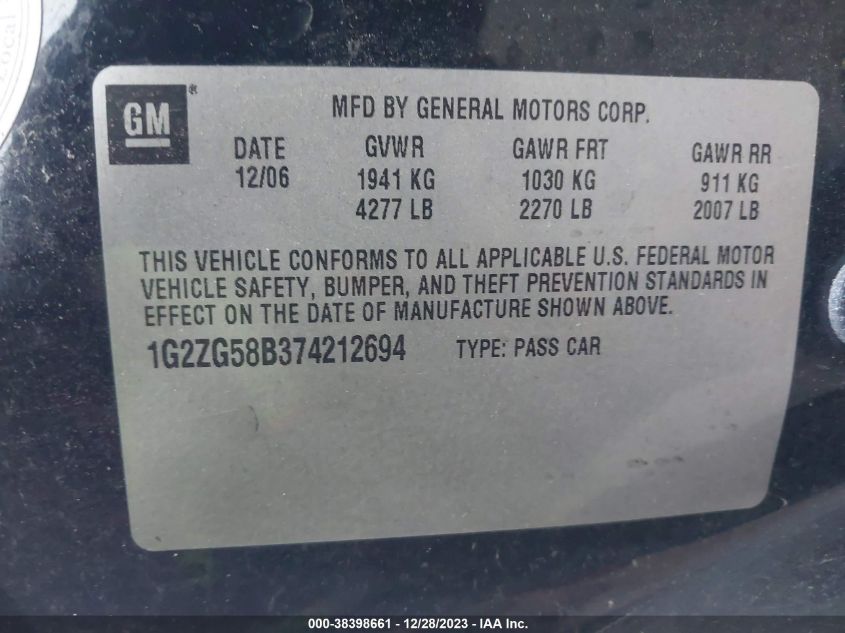 Local
GM®
MFD BY GENERAL MOTORS CORP.
DATE GVWR GAWR FRT GAWR RR
12/06 1941 KG 1030 KG 911 KG
4277 LB 2270 LB 2007 LB
THIS VEHICLE CONFORMS TO ALL APPLICABLE U.S. FEDERAL MOTOR
VEHICLE SAFETY, BUMPER, AND THEFT PREVENTION STANDARDS IN
EFFECT ON THE DATE OF MANUFACTURE SHOWN ABOVE.
1G2ZG58B374212694 TYPE: PASS CAR
000-38398661 - 12/28/2023 - IAA Inc.